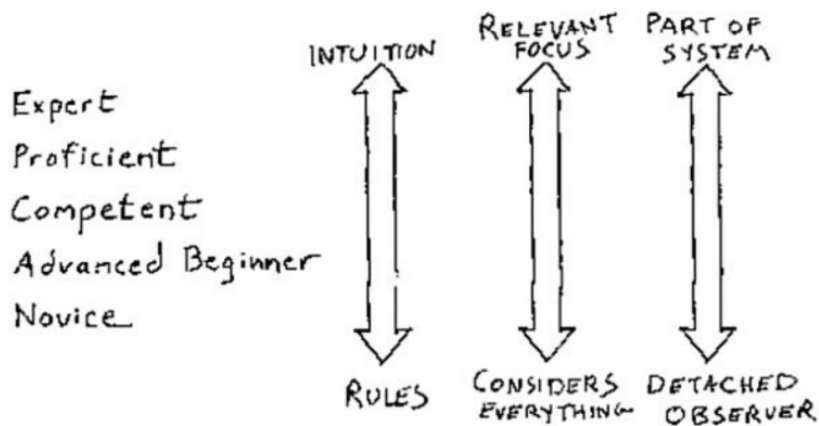 INTUITION
RELEVANT
FOCUS
PART OF
SYSTEM
Expert
Proficient
Competent
Advanced Beginner
Novice
RULES
CONSIDERS
EVERYTHING
DETACHED
OBSERVER